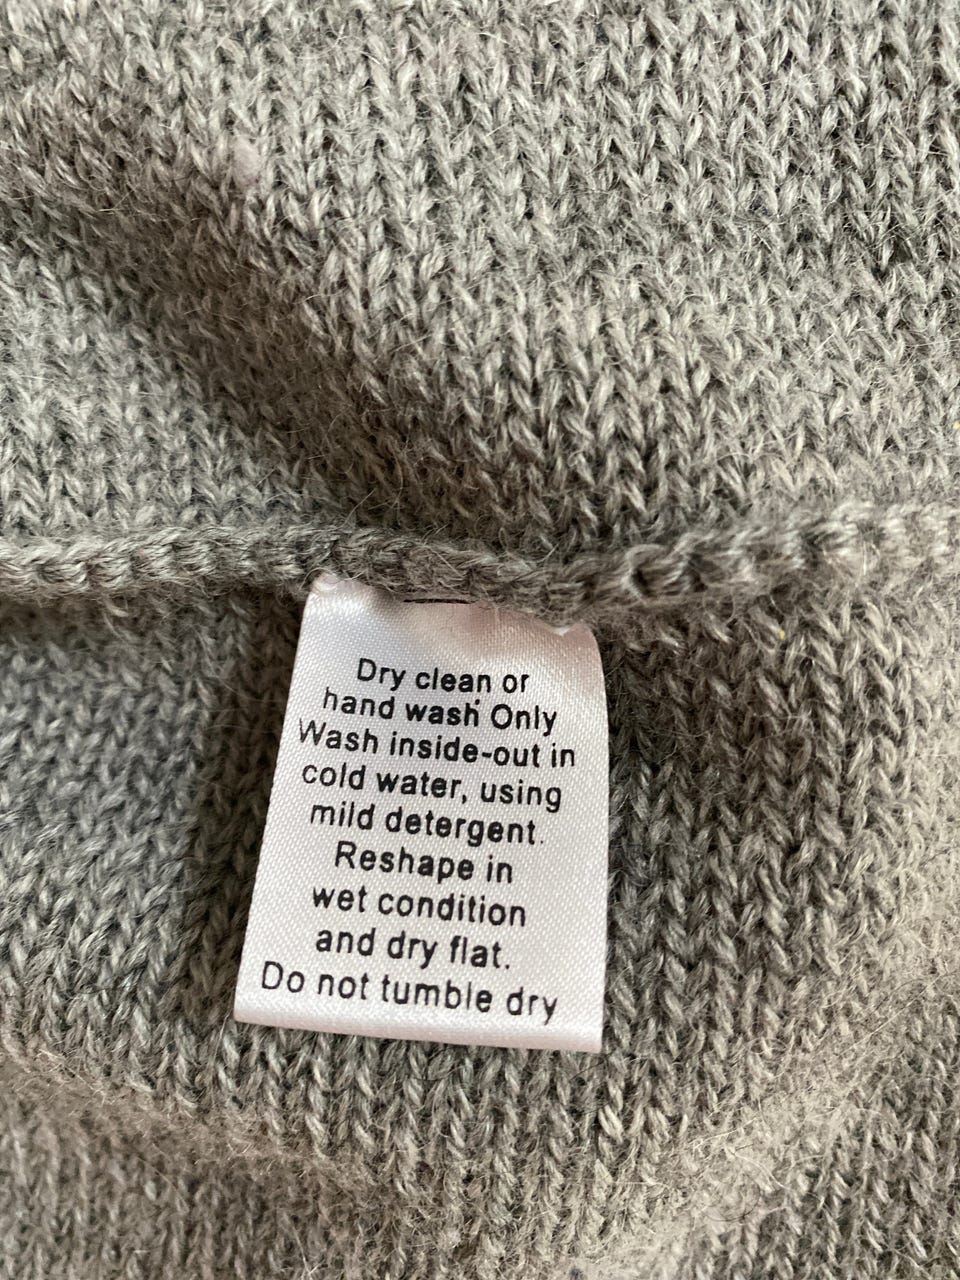 Dry clean or
hand wash Only
Wash inside-out in
cold water, using
mild detergent.
Reshape in
wet condition
and dry flat.
Do not tumble dry